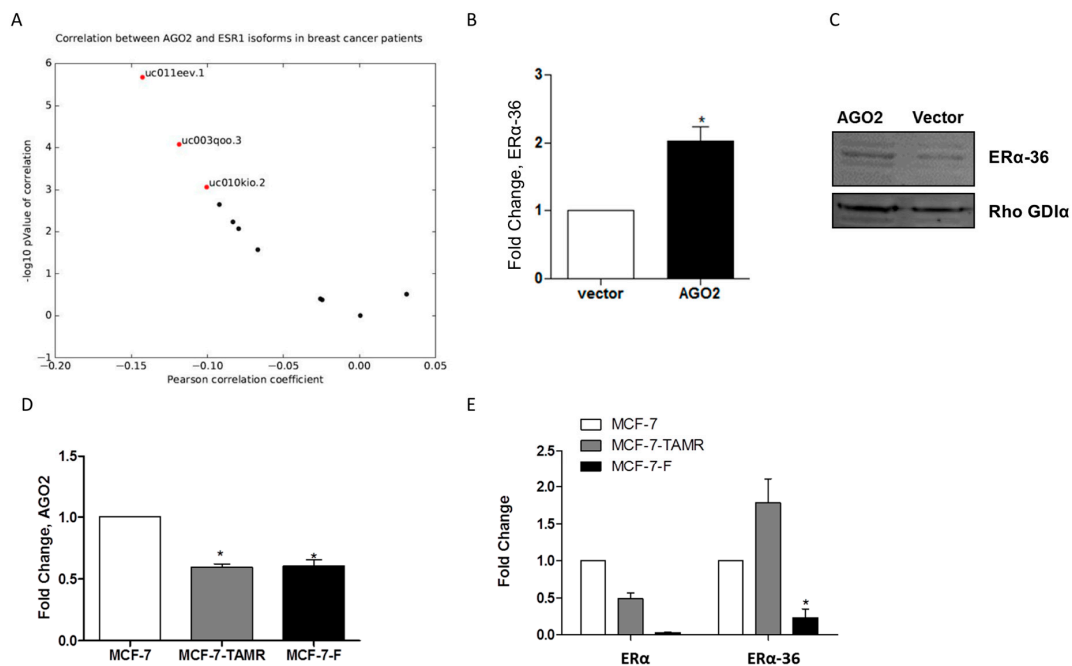 A
Correlation between AGO2 and ESR1 isoforms in breast cancer patients
6
5
4
3
2
1
0
−1
−0.20
−0.15
−0.10
−0.05
0.00
0.05
-log10 pValue of correlation
Pearson correlation coefficient
uc011eev.1
uc003qoo.3
uc010kio.2
B
Fold Change, ERα-36
3
2
1
0
*
vector
AGO2
C
AGO2 Vector
ERα-36
Rho GDIα
D
Fold Change, AGO2
1.5
1.0
0.5
0.0
*
*
MCF-7
MCF-7-TAMR
MCF-7-F
E
MCF-7
MCF-7-TAMR
MCF-7-F
Fold Change
2.5
2.0
1.5
1.0
0.5
0.0
*
ERα
ERα-36